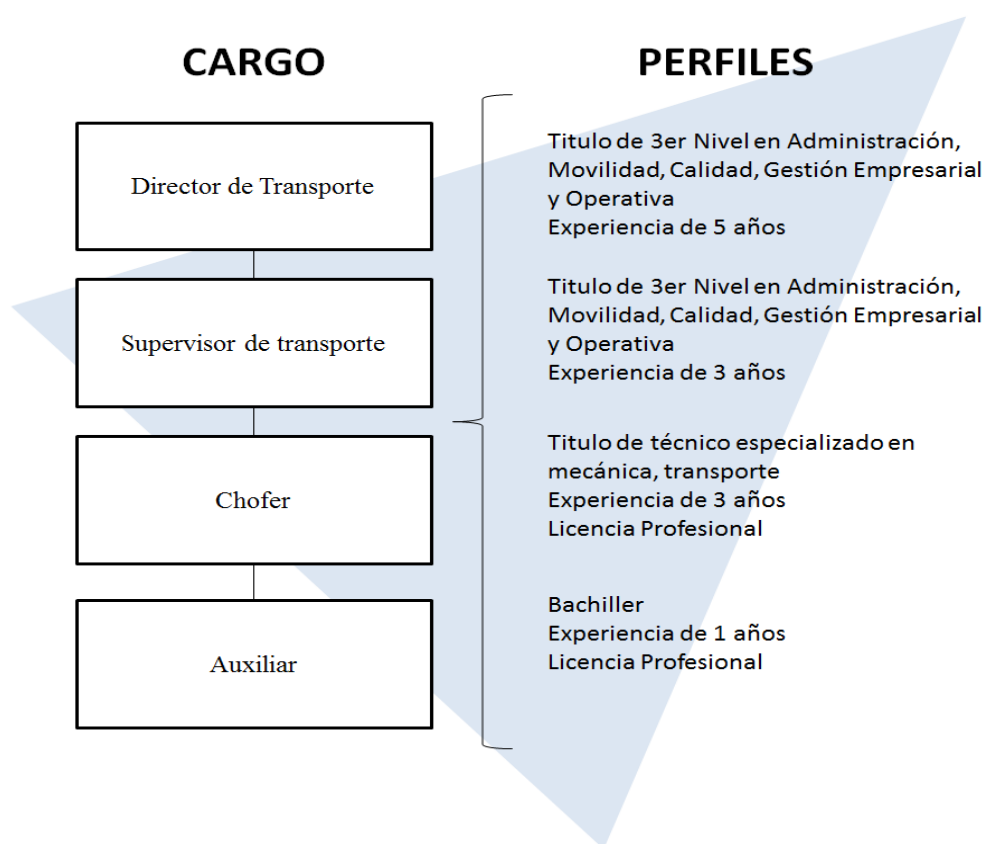 CARGO
PERFILES
Director de Transporte
Titulo de 3er Nivel en Administración,
Movilidad, Calidad, Gestión Empresarial
y Operativa
Experiencia de 5 años
Supervisor de transporte
Titulo de 3er Nivel en Administración,
Movilidad, Calidad, Gestión Empresarial
y Operativa
Experiencia de 3 años
Chofer
Titulo de técnico especializado en
mecánica, transporte
Experiencia de 3 años
Licencia Profesional
Auxiliar
Bachiller
Experiencia de 1 años
Licencia Profesional